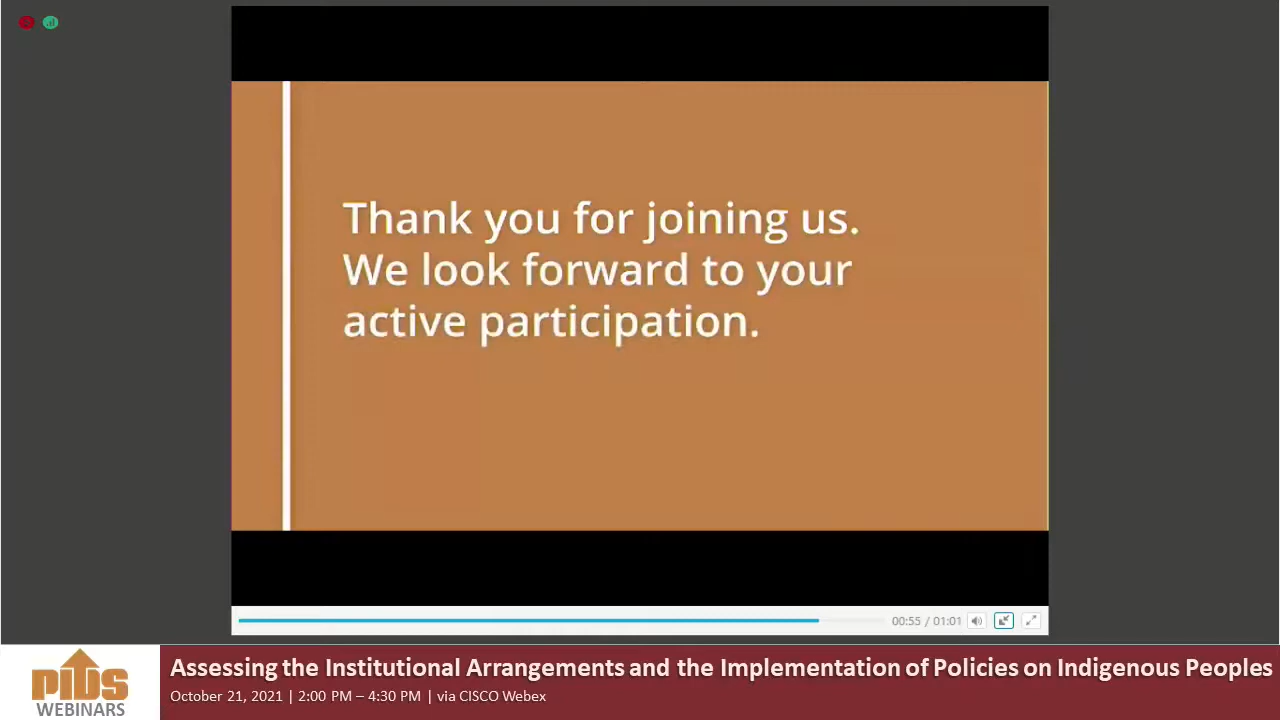 Thank you for joining us.
We look forward to your
active participation.
00:55 / 01:01
pids
WEBINARS
Assessing the Institutional Arrangements and the Implementation of Policies on Indigenous Peoples
October 21, 2021 | 2:00 PM – 4:30 PM | via CISCO Webex